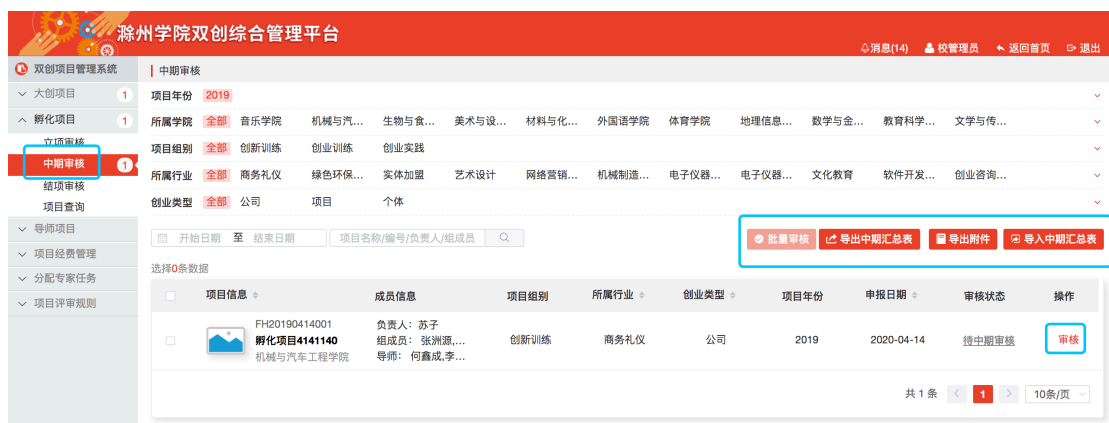 滁州学院双创综合管理平台
消息(14) 校管理员 返回首页 退出
双创项目管理系统
大创项目 1
孵化项目 1
立项审核
中期审核 1
结项审核
项目查询
导师项目
项目经费管理
分配专家任务
项目评审规则
中期审核
项目年份 2019
所属学院 全部 音乐学院 机械与汽... 生物与食... 美术与设... 材料与化... 外国语学院 体育学院 地理信息... 数学与金... 教育科学... 文学与传...
项目组别 全部 创新训练 创业训练 创业实践
所属行业 全部 商务礼仪 绿色环保... 实体加盟 艺术设计 网络营销... 机械制造... 电子仪器... 电子仪器... 文化教育 软件开发... 创业咨询...
创业类型 全部 公司 项目 个体
开始日期 至 结束日期 项目名称/编号/负责人/组成员
批量审核 导出中期汇总表 导出附件 导入中期汇总表
选择0条数据
项目信息 成员信息 项目组别 所属行业 创业类型 项目年份 申报日期 审核状态 操作
FH20190414001
孵化项目4141140
机械与汽车工程学院
负责人：苏子
组成员：张洲源,...
导师：何鑫成,李...
创新训练 商务礼仪 公司 2019 2020-04-14 待中期审核 审核
共 1 条 1 10条/页